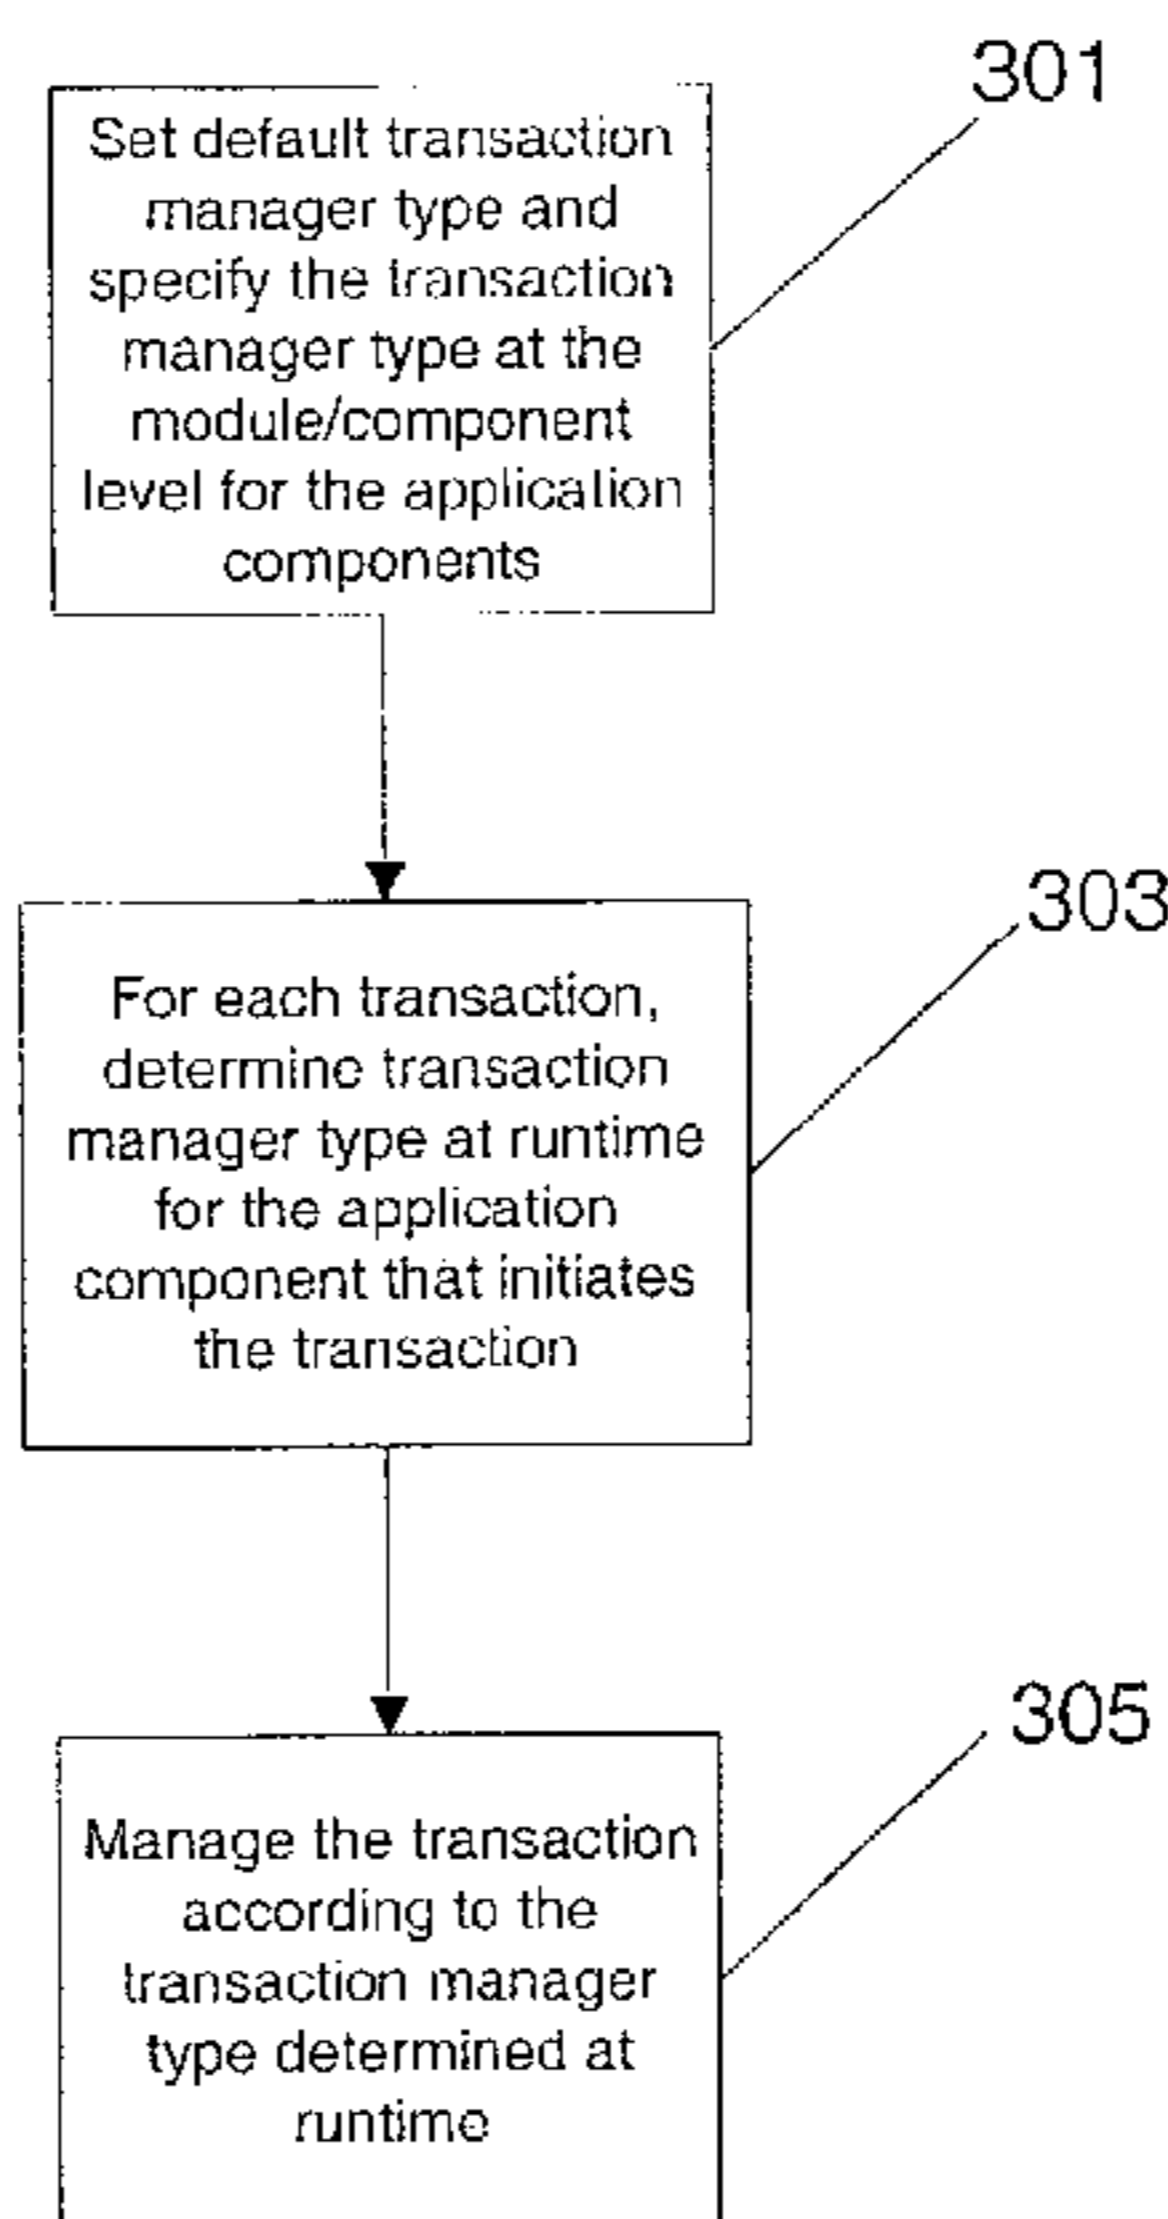 301
Set default transaction
manager type and
specify the transaction
manager type at the
module/component
level for the application
components
303
For each transaction,
determine transaction
manager type at runtime
for the application
component that initiates
the transaction
305
Manage the transaction
according to the
transaction manager
type determined at
runtime